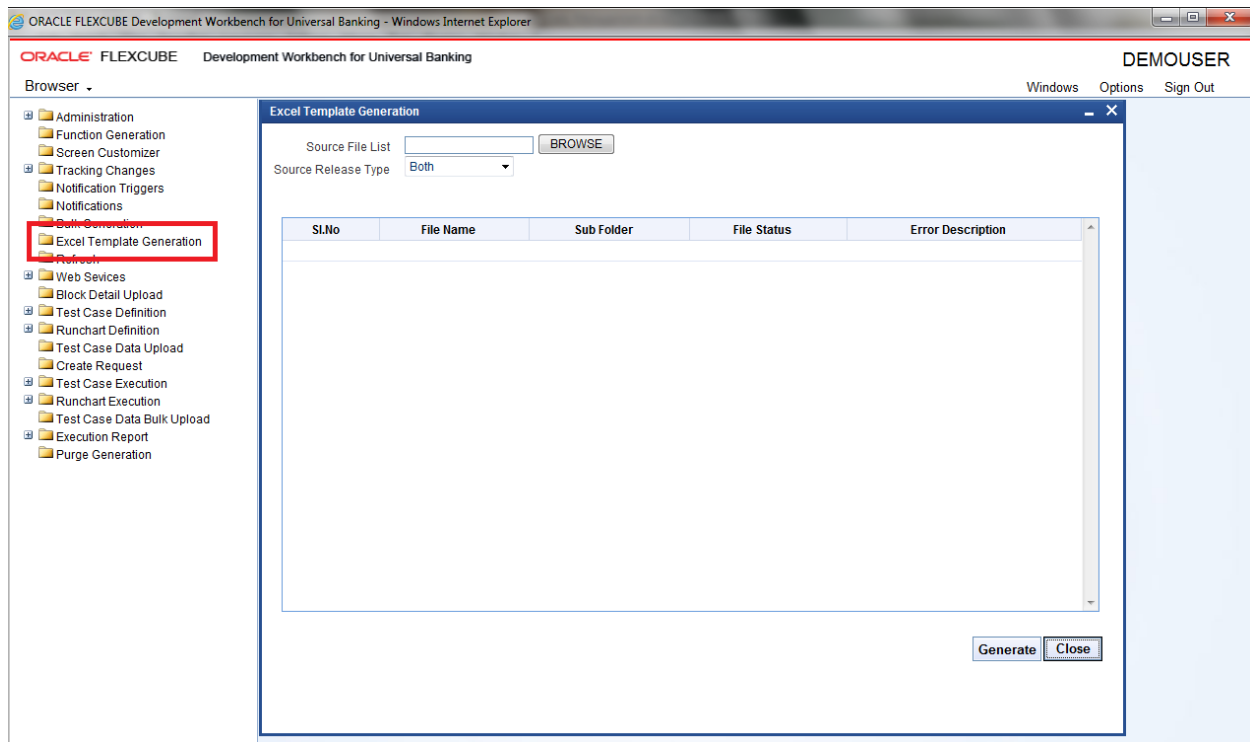 ORACLE FLEXCUBE Development Workbench for Universal Banking - Windows Internet Explorer
ORACLE FLEXCUBE Development Workbench for Universal Banking
DEMOUSER
Browser
Windows Options Sign Out
Administration
Function Generation
Screen Customizer
Tracking Changes
Notification Triggers
Notifications
Bulk Generation
Excel Template Generation
Refresh
Web Sevices
Block Detail Upload
Test Case Definition
Runchart Definition
Test Case Data Upload
Create Request
Test Case Execution
Runchart Execution
Test Case Data Bulk Upload
Execution Report
Purge Generation
Excel Template Generation
Source File List BROWSE
Source Release Type Both
Sl.No File Name Sub Folder File Status Error Description
Generate Close